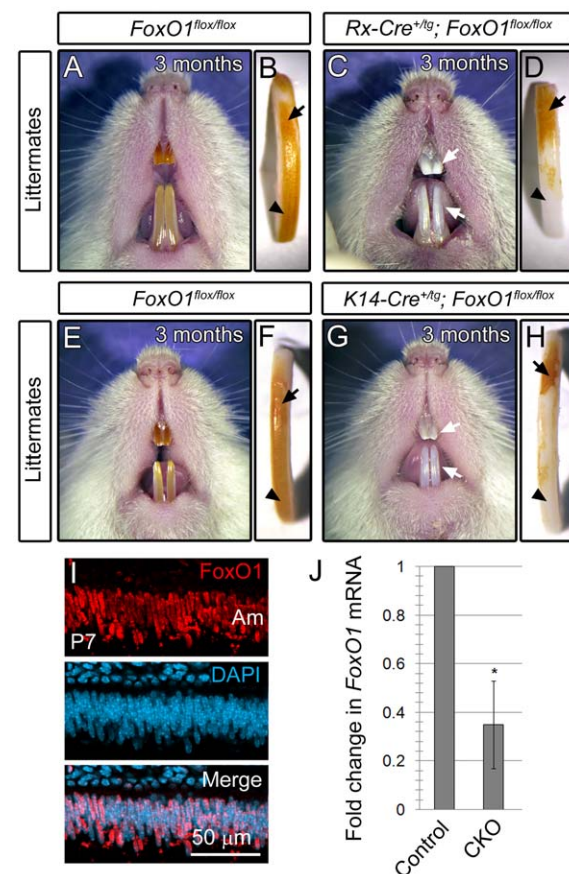 FoxO1flox/flox
Rx-Cre+/tg; FoxO1flox/flox
Littermates
A
3 months
B
C
3 months
D
FoxO1flox/flox
K14-Cre+/tg; FoxO1flox/flox
Littermates
E
3 months
F
G
3 months
H
I
FoxO1
Am
P7
DAPI
Merge
50 μm
J
Fold change in FoxO1 mRNA
1
0.8
0.6
0.4
0.2
0
*
Control
CKO